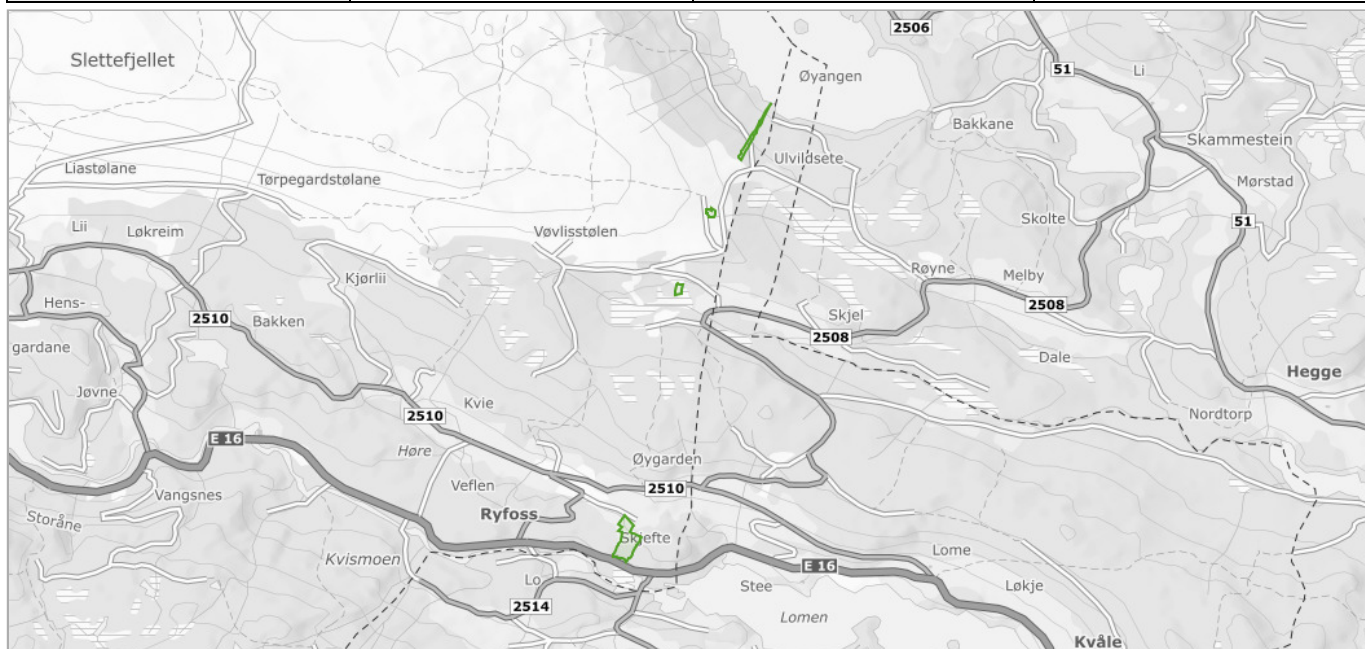 2506
Slettefjellet
51
Li
Øyangen
Bakkane
Skammestein
Ulvildsete
Liastølane
Tørpegardstølane
Mørstad
Skolte
51
Lii
Løkreim
Vøvlisstølen
Røyne
Melby
Kjørlii
Hens-
gardane
2510
Bakken
Skjel
2508
2508
Dale
Hegge
Jøvne
Kvie
2510
Nordtorp
E 16
Høre
Øygarden
Veflen
2510
Vangsnes
Ryfoss
Storåne
Skjefte
Kvismoen
Lome
Lo
Stee
E 16
Løkje
2514
Lomen
Kvåle